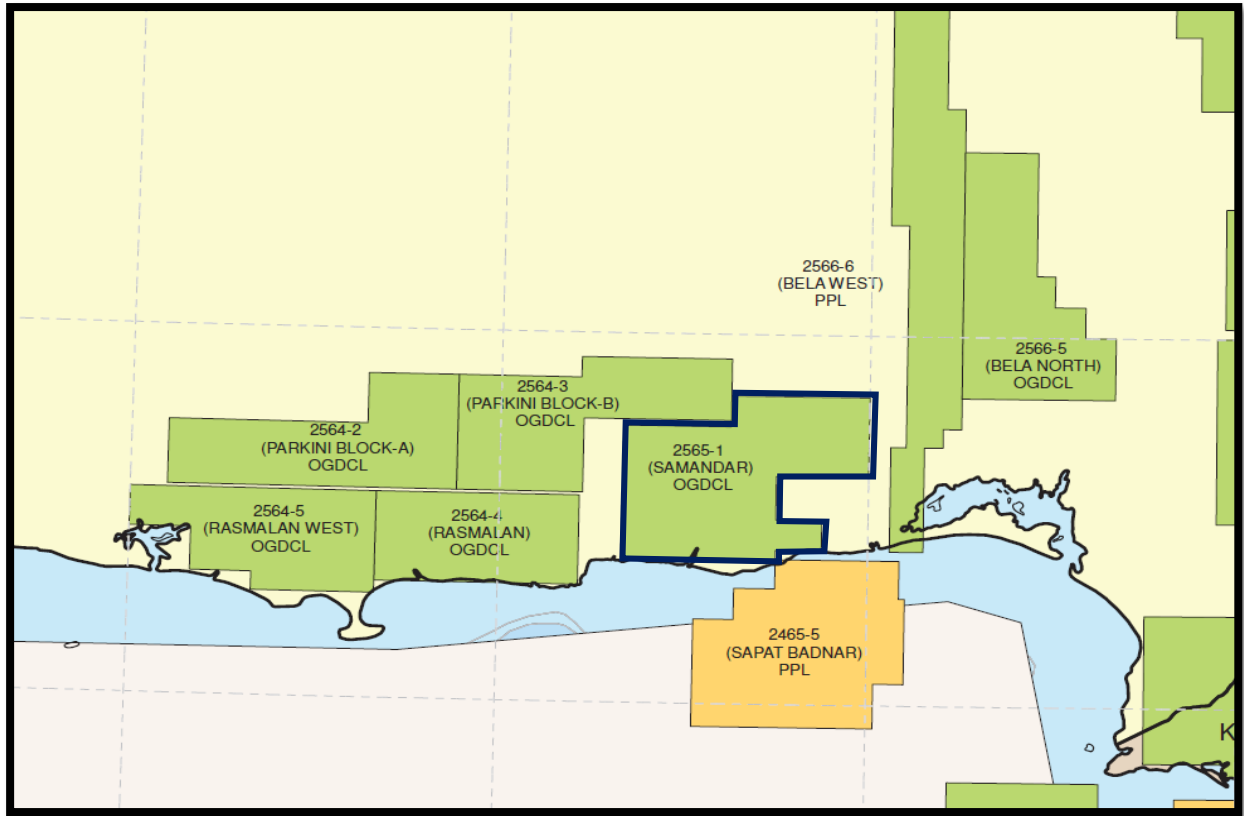 2566-6
(BELA WEST)
PPL
2566-5
(BELA NORTH)
OGDCL
2564-3
(PARKINI BLOCK-B)
OGDCL
2564-2
(PARKINI BLOCK-A)
OGDCL
2565-1
(SAMANDAR)
OGDCL
2564-5
(RASMALAN WEST)
OGDCL
2564-4
(RASMALAN)
OGDCL
2465-5
(SAPAT BADNAR)
PPL
K